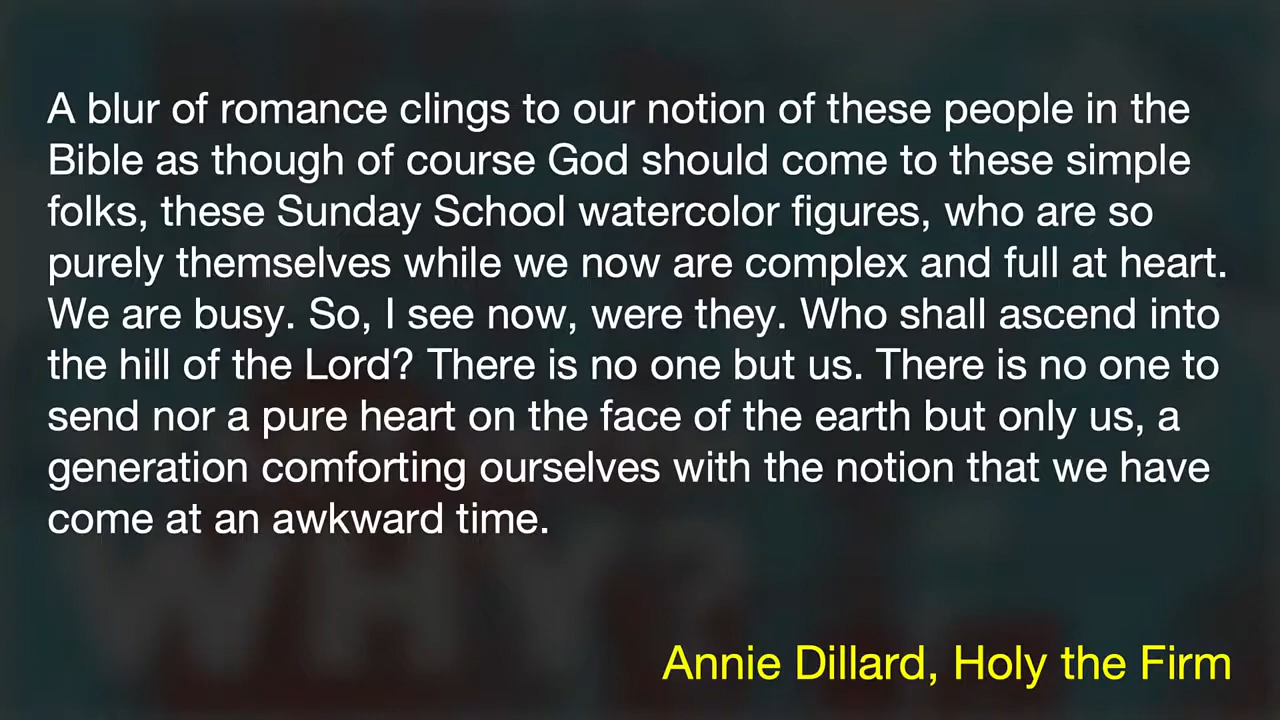 A blur of romance clings to our notion of these people in the
Bible as though of course God should come to these simple
folks, these Sunday School watercolor figures, who are so
purely themselves while we now are complex and full at heart.
We are busy. So, I see now, were they. Who shall ascend into
the hill of the Lord? There is no one but us. There is no one to
send nor a pure heart on the face of the earth but only us, a
generation comforting ourselves with the notion that we have
come at an awkward time.
WHY?
Annie Dillard, Holy the Firm